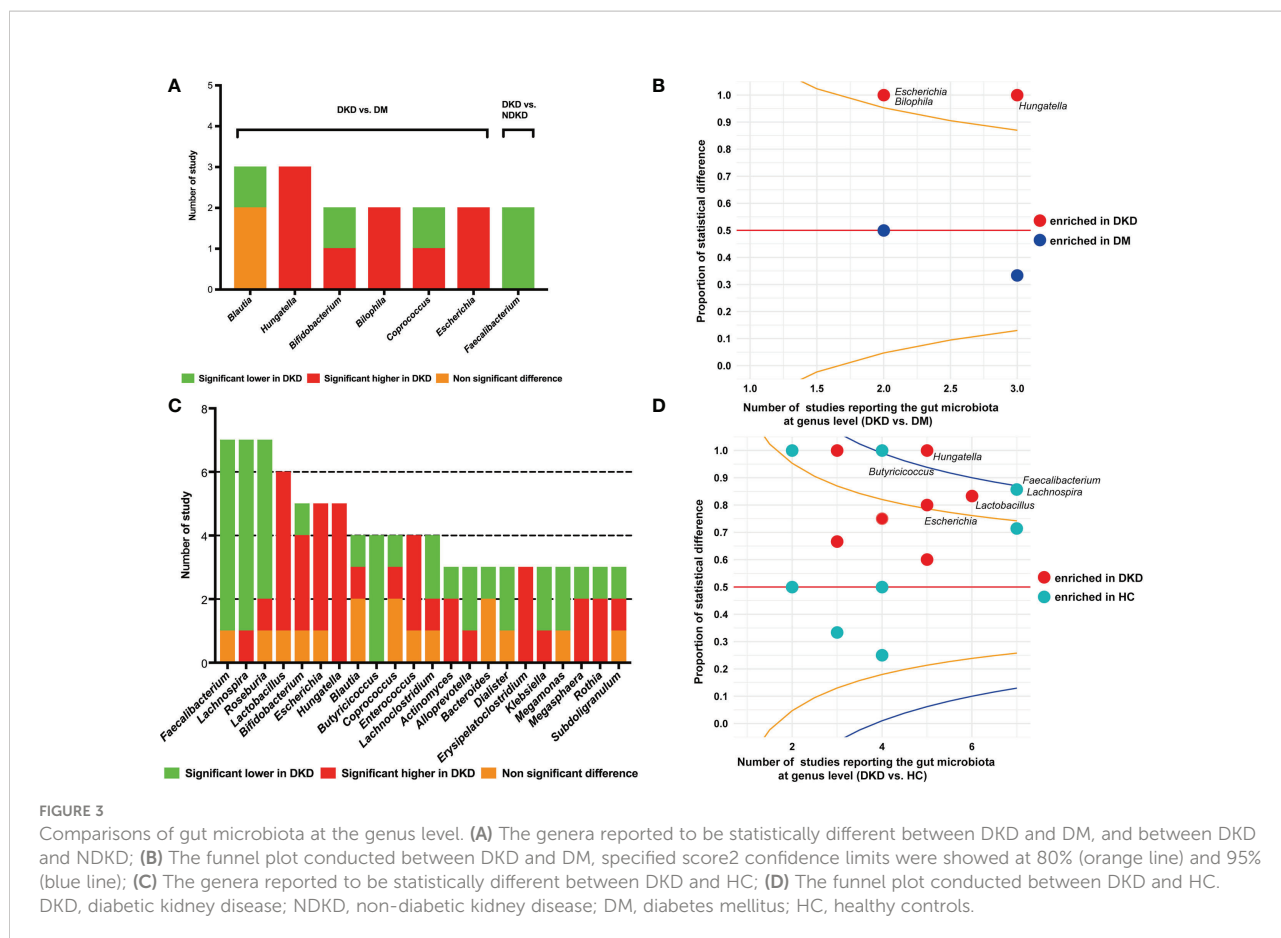 A
DKD vs. DM
DKD vs.
NDKD
Number of study
5
4
3
2
1
0
Blautia
Hungatella
Bifidobacterium
Bilophila
Coprococcus
Escherichia
Faecalibacterium
Significant lower in DKD
Significant higher in DKD
Non significant difference
B
Proportion of statistical difference
1.0
0.9
0.8
0.7
0.6
0.5
0.4
0.3
0.2
0.1
0.0
Escherichia
Bilophila
Hungatella
enriched in DKD
enriched in DM
1.0
1.5
2.0
2.5
3.0
Number of studies reporting the gut microbiota
at genus level (DKD vs. DM)
C
Number of study
8
6
4
2
0
Faecalibacterium
Lachnospira
Roseburia
Lactobacillus
Bifidobacterium
Escherichia
Hungatella
Blautia
Butyricicoccus
Coprococcus
Enterococcus
Lachnoclostridium
Actinomyces
Alloprevotella
Bacteroides
Dialister
Erysipelatoclostridium
Klebsiella
Megamonas
Megasphaera
Rothia
Subdoligranulum
Significant lower in DKD
Significant higher in DKD
Non significant difference
D
Proportion of statistical difference
1.0
0.9
0.8
0.7
0.6
0.5
0.4
0.3
0.2
0.1
0.0
Hungatella
Butyricicoccus
Faecalibacterium
Lachnospira
Lactobacillus
Escherichia
enriched in DKD
enriched in HC
2
4
6
Number of studies reporting the gut microbiota
at genus level (DKD vs. HC)
FIGURE 3
Comparisons of gut microbiota at the genus level. (A) The genera reported to be statistically different between DKD and DM, and between DKD
and NDKD; (B) The funnel plot conducted between DKD and DM, specified score2 confidence limits were showed at 80% (orange line) and 95%
(blue line); (C) The genera reported to be statistically different between DKD and HC; (D) The funnel plot conducted between DKD and HC.
DKD, diabetic kidney disease; NDKD, non-diabetic kidney disease; DM, diabetes mellitus; HC, healthy controls.